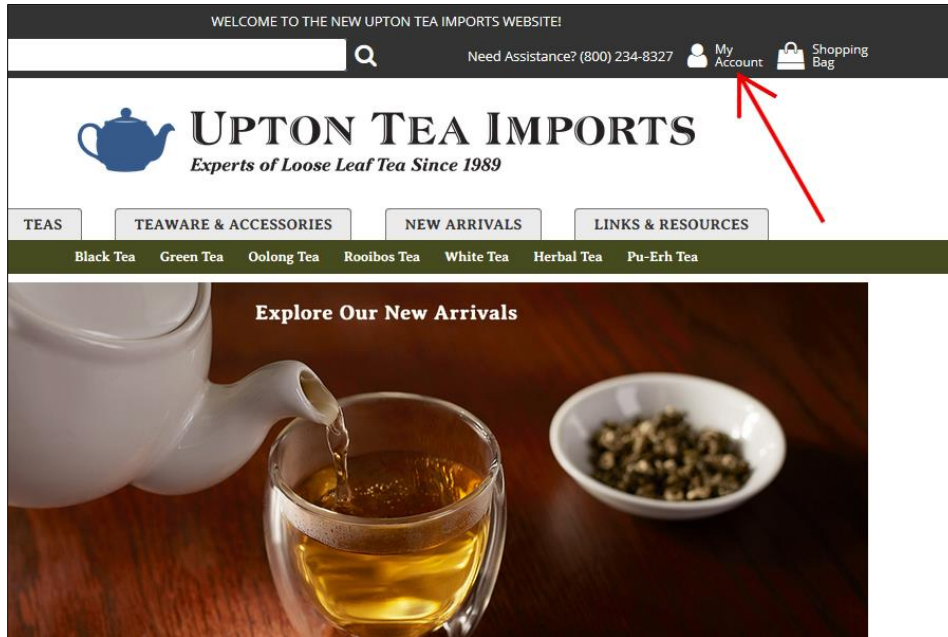 WELCOME TO THE NEW UPTON TEA IMPORTS WEBSITE!
Need Assistance? (800) 234-8327
My
Account
Shopping
Bag
UPTON TEA IMPORTS
Experts of Loose Leaf Tea Since 1989
TEAS TEAWARE & ACCESSORIES NEW ARRIVALS LINKS & RESOURCES
Black Tea Green Tea Oolong Tea Rooibos Tea White Tea Herbal Tea Pu-Erh Tea
Explore Our New Arrivals